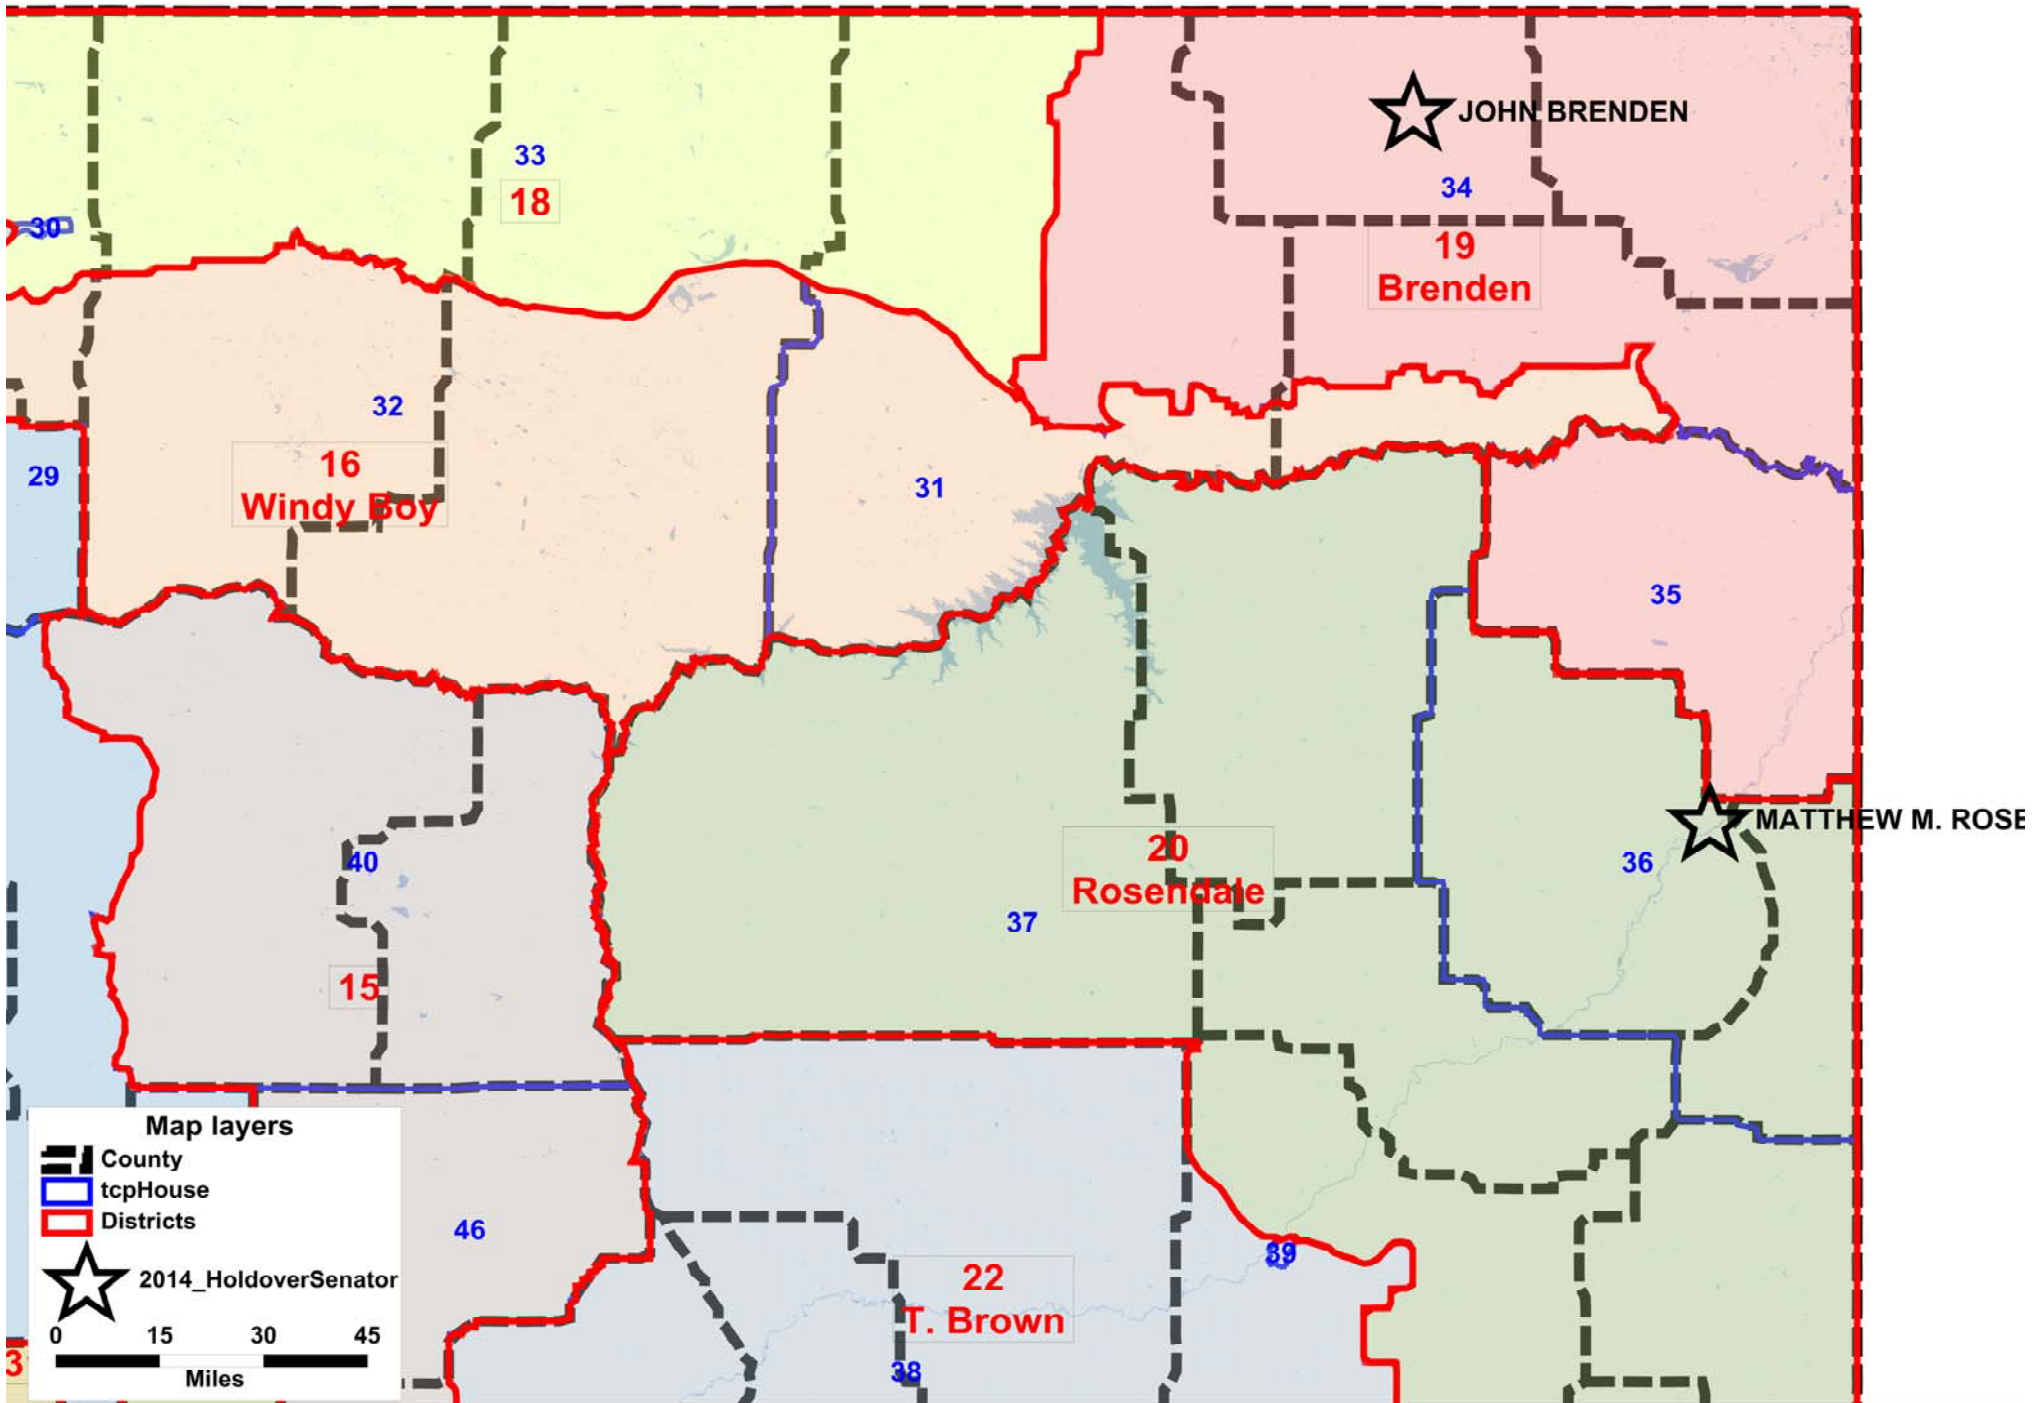 JOHN BRENDEN
33
34
18
30
19
Brenden
32
16
Windy Boy
29
31
35
MATTHEW M. ROSE
20
Rosendale
40
36
37
15
Map layers
County
tcpHouse
Districts
2014_HoldoverSenator
0 15 30 45
Miles
46
39
22
T. Brown
38
3